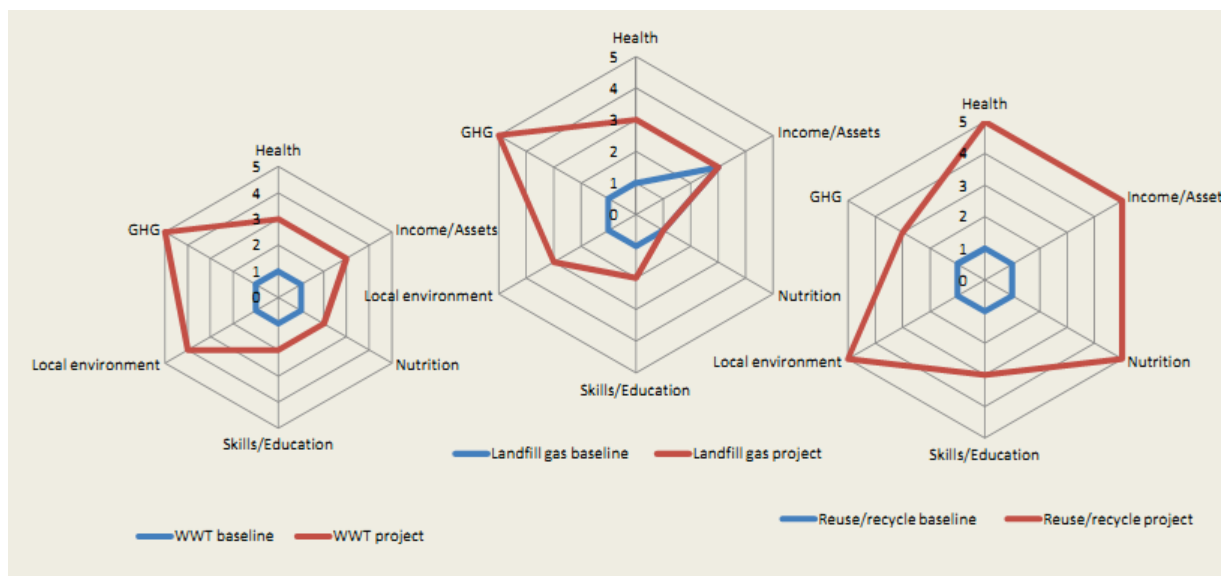 Health
5
4
3
2
1
0
GHG
Income/Assets
Local environment
Nutrition
Skills/Education
WWT baseline
WWT project
Health
5
4
3
2
1
0
GHG
Income/Assets
Local environment
Nutrition
Skills/Education
Landfill gas baseline
Landfill gas project
Health
5
4
3
2
1
0
GHG
Income/Asset
Local environment
Nutrition
Skills/Education
Reuse/recycle baseline
Reuse/recycle project